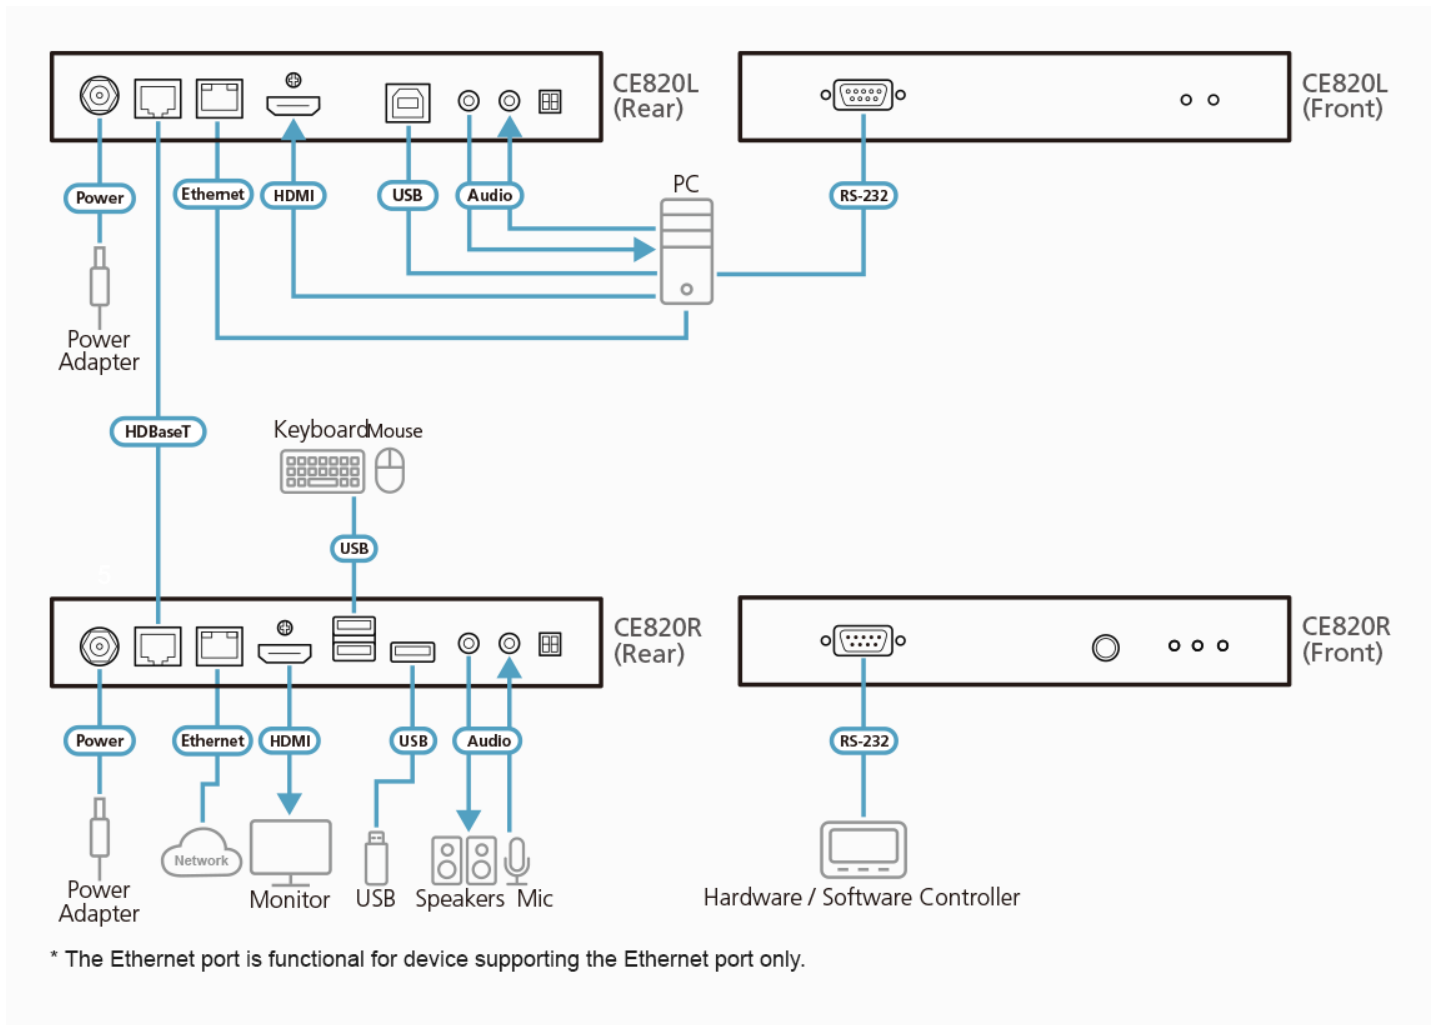 CE820L
(Rear)
CE820L
(Front)
Power
Ethernet
HDMI
USB
Audio
PC
RS-232
Power
Adapter
HDBaseT
Keyboard
Mouse
USB
5
CE820R
(Rear)
CE820R
(Front)
Power
Ethernet
HDMI
USB
Audio
RS-232
Network
Power
Adapter
Monitor
USB
Speakers
Mic
Hardware / Software Controller
* The Ethernet port is functional for device supporting the Ethernet port only.